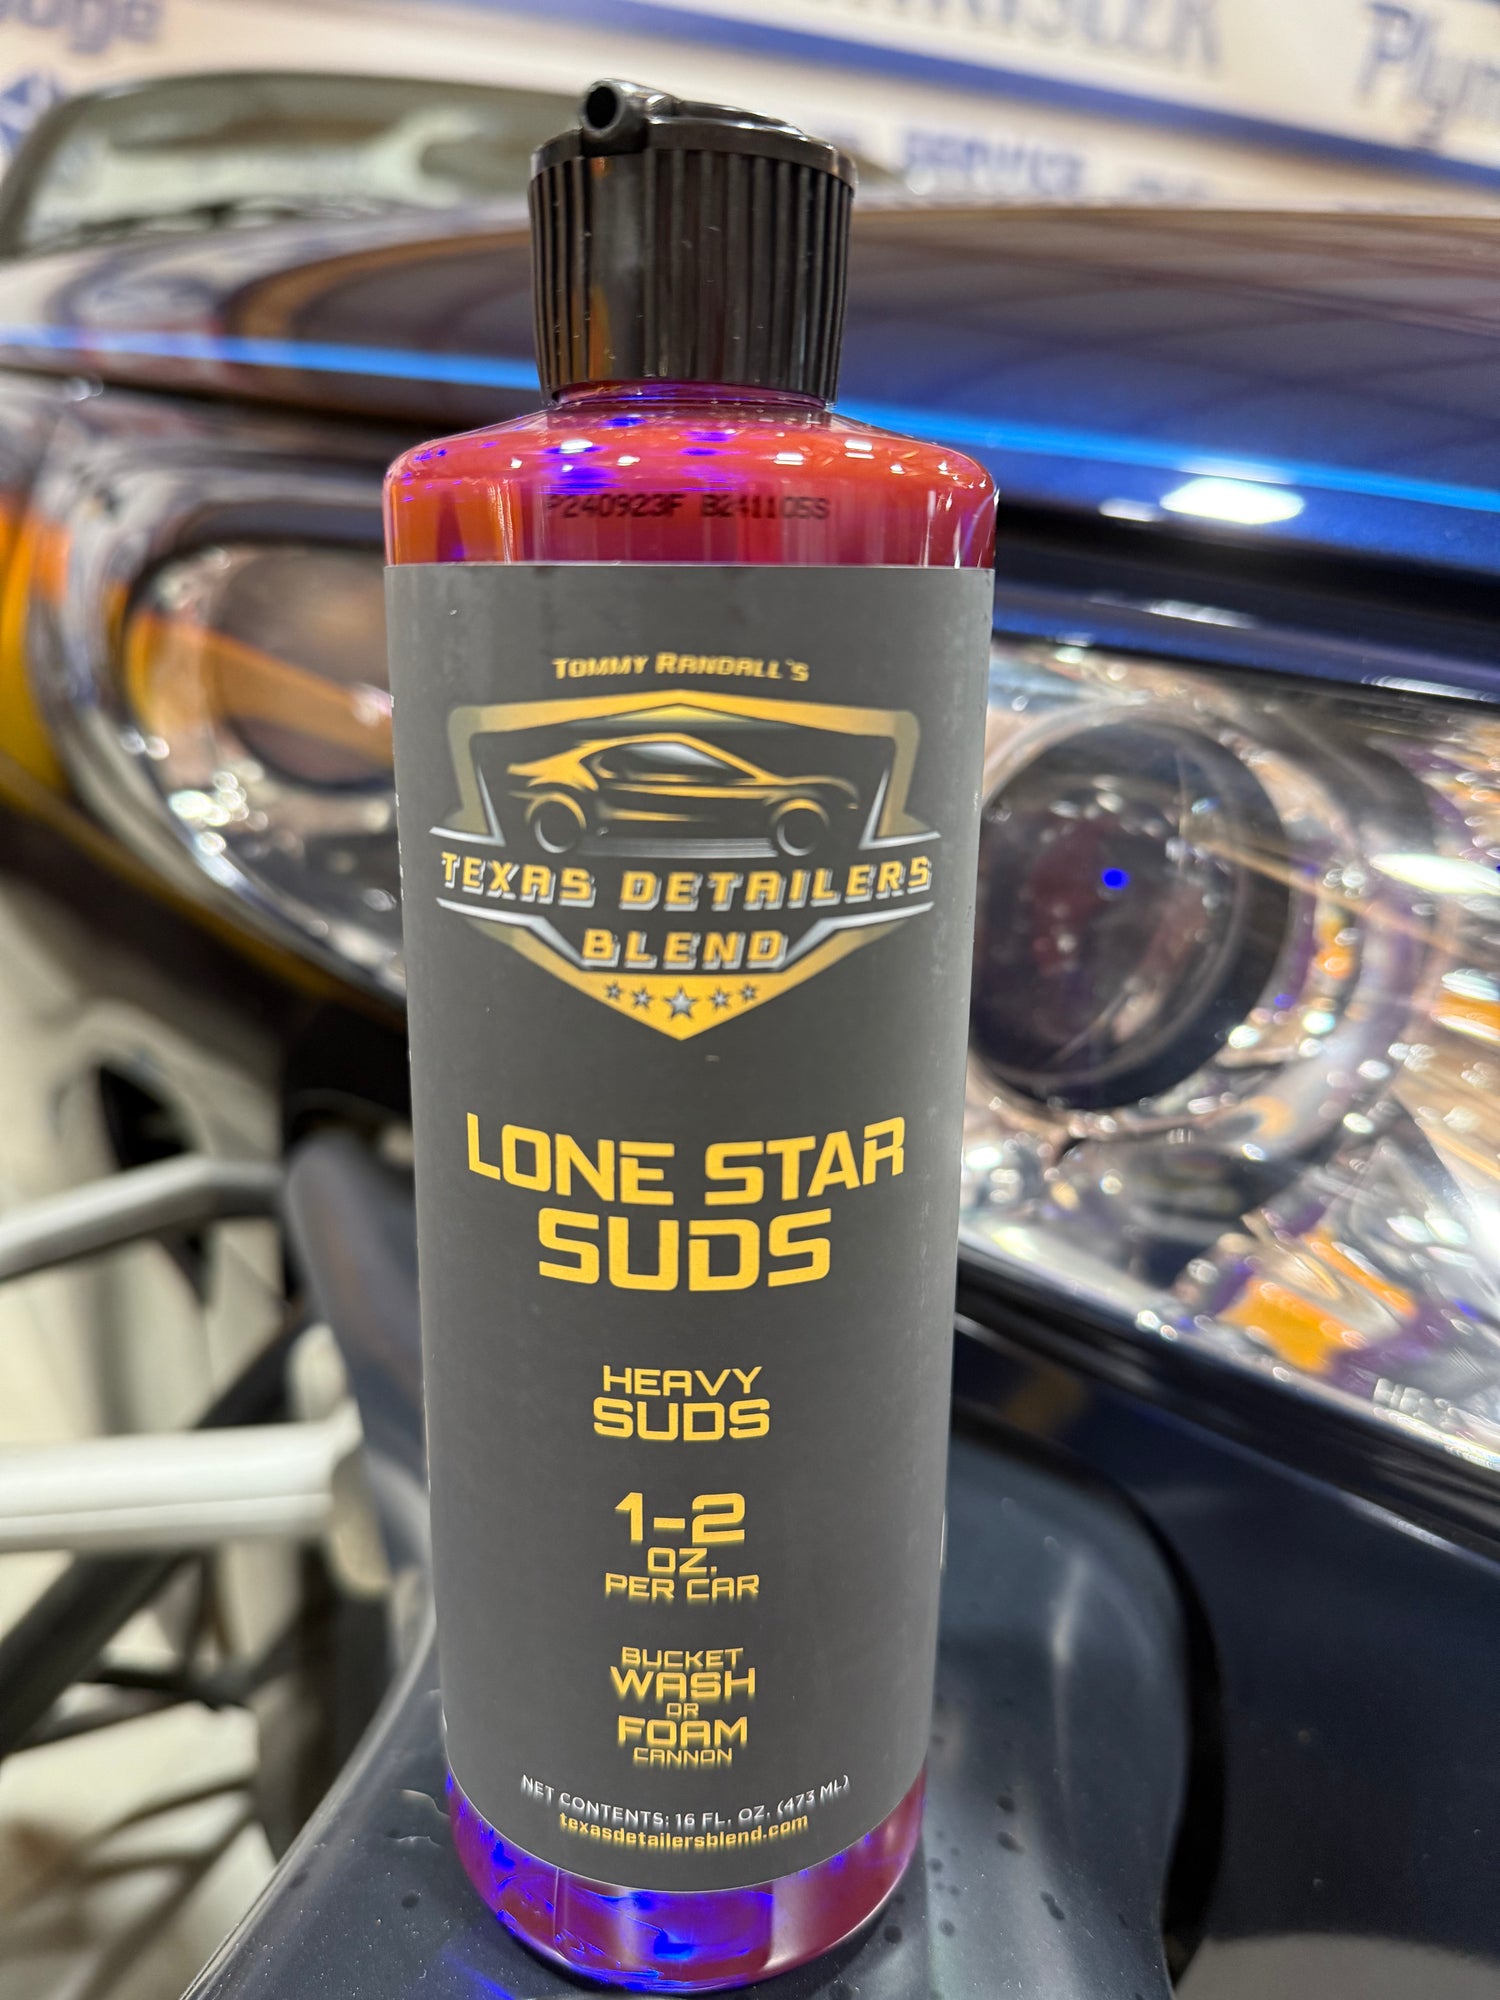 P240923F B241105S
TOMMY RANDALL'S
TEXAS DETAILERS
BLEND
LONE STAR
SUDS
HEAVY
SUDS
1-2
OZ.
PER CAR
BUCKET
WASH
OR
FOAM
CANNON
NET CONTENTS: 16 FL. OZ. (473 ML)
texasdetailersblend.com